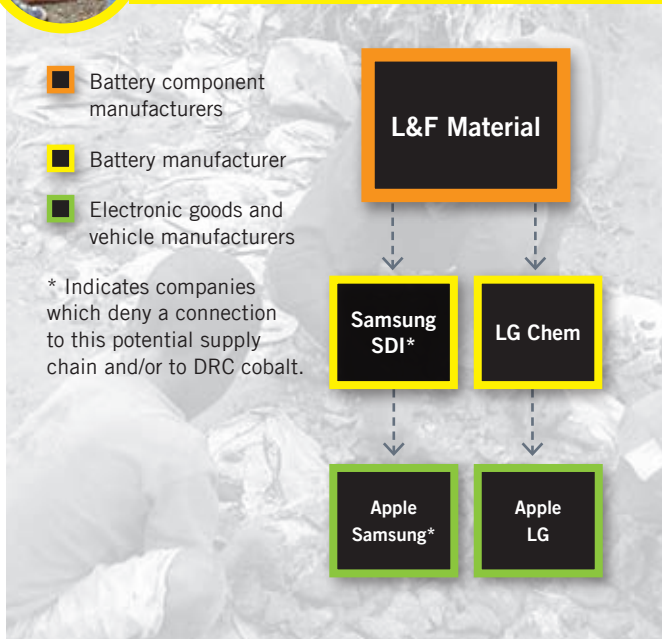 Battery component
manufacturers
Battery manufacturer
Electronic goods and
vehicle manufacturers
* Indicates companies
which deny a connection
to this potential supply
chain and/or to DRC cobalt.
L&F Material
Samsung
SDI*
LG Chem
Apple
Samsung*
Apple
LG